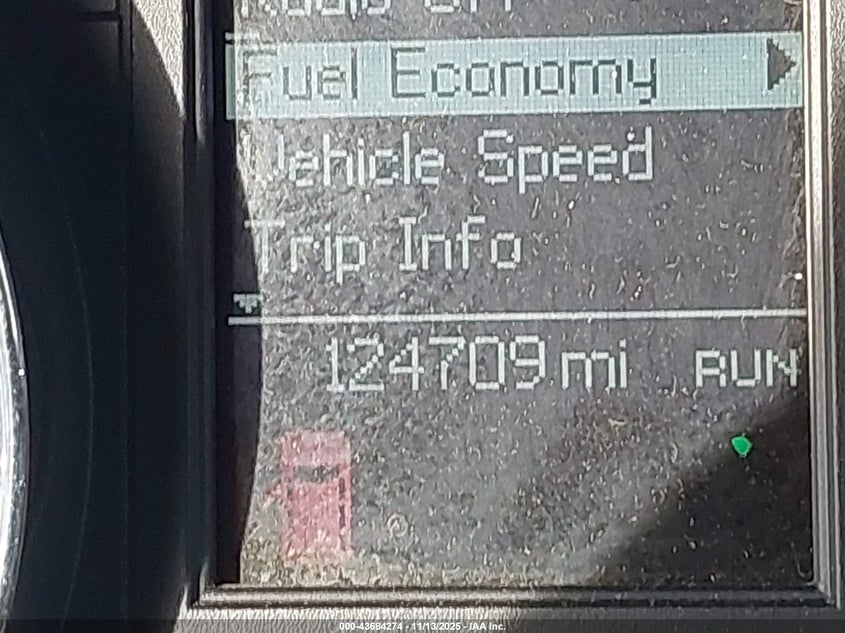 Fuel Economy
Vehicle Speed
Trip Info
124709 mi RUN
000-43684274 - 11/13/2025 - IAA Inc.